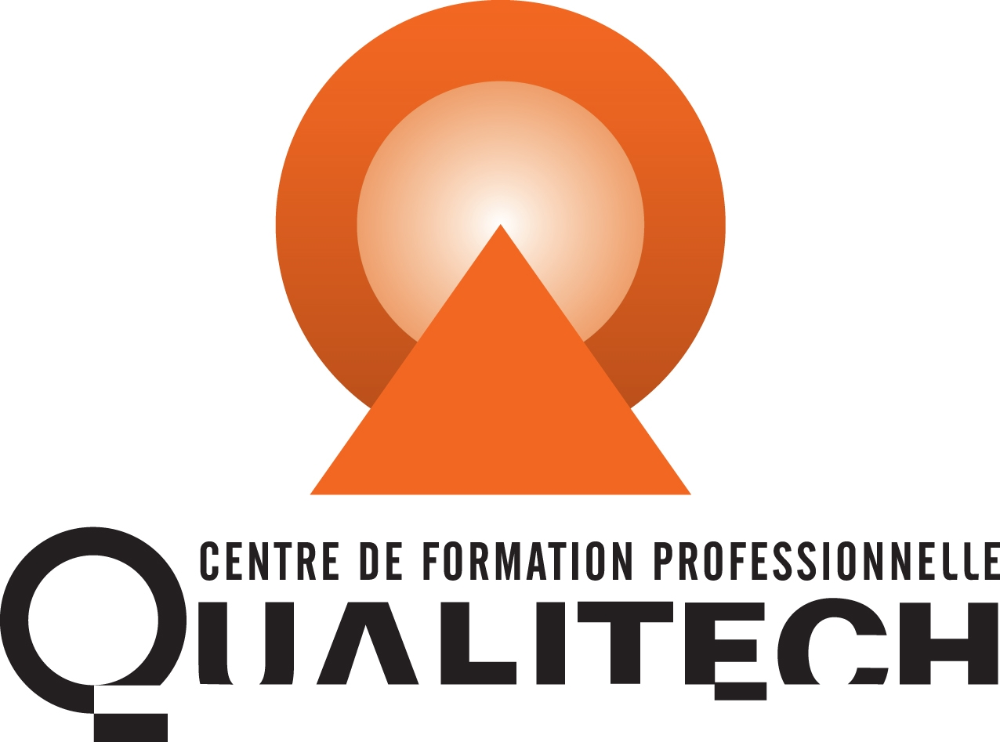 CENTRE DE FORMATION PROFESSIONNELLE
QUALITECH